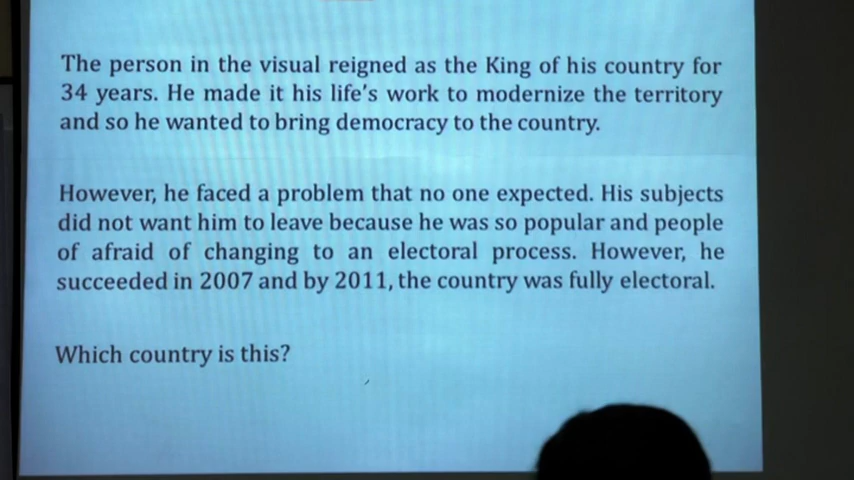 The person in the visual reigned as the King of his country for
34 years. He made it his life's work to modernize the territory
and so he wanted to bring democracy to the country.
However, he faced a problem that no one expected. His subjects
did not want him to leave because he was so popular and people
of afraid of changing to an electoral process. However, he
succeeded in 2007 and by 2011, the country was fully electoral.
Which country is this?